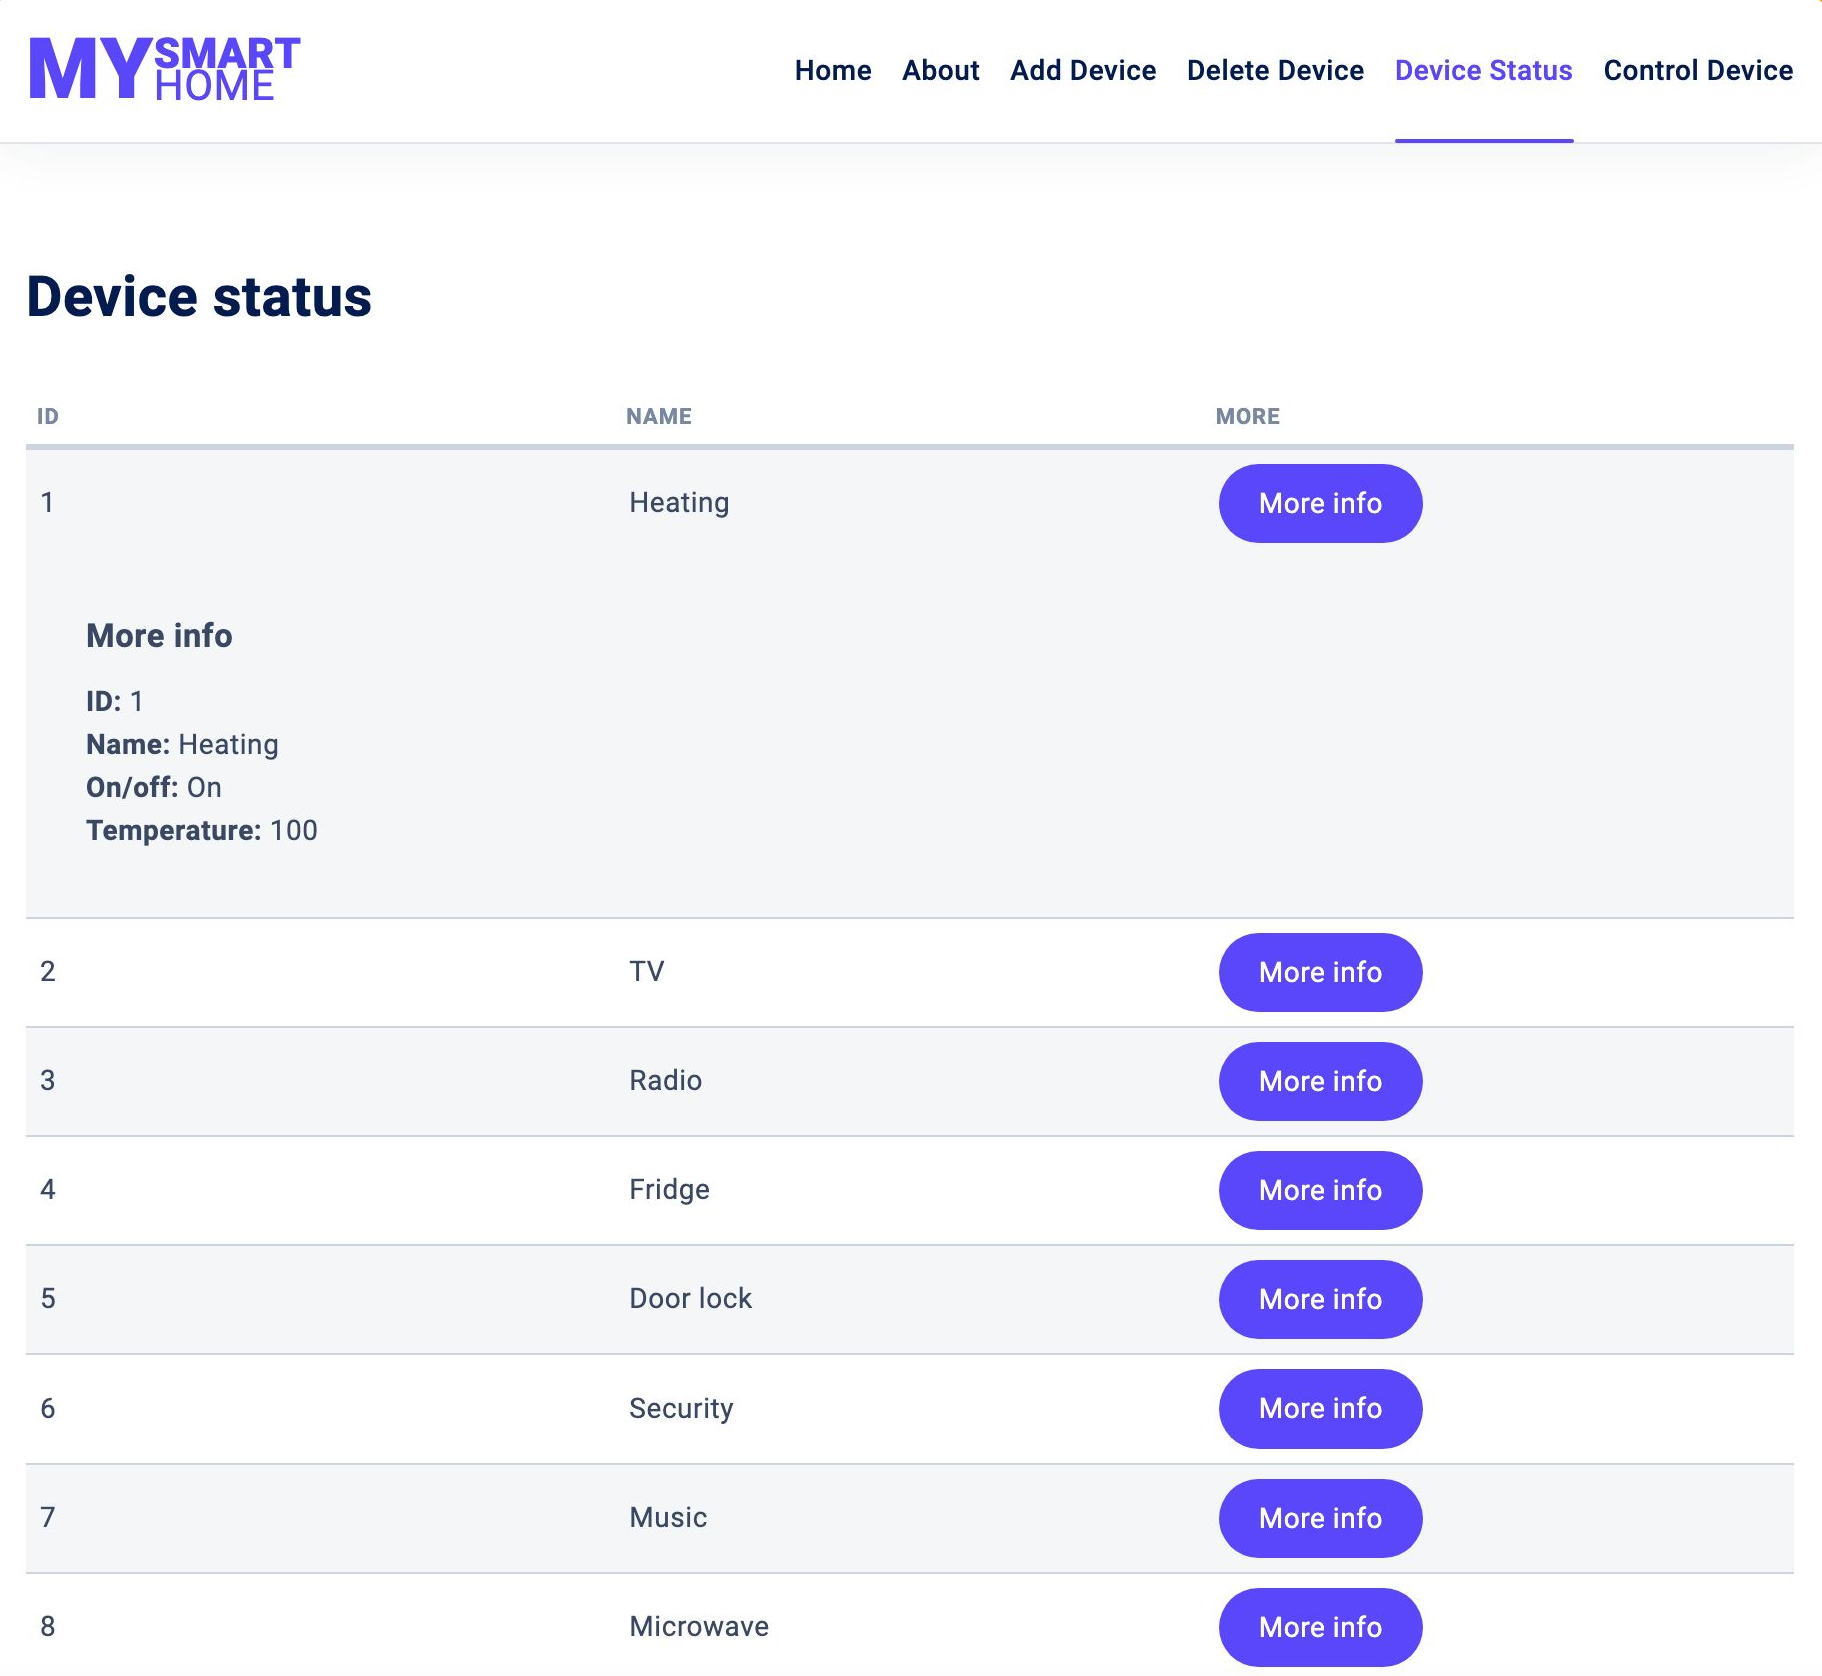 MY SMART HOME
Home About Add Device Delete Device Device Status Control Device
Device status
ID NAME MORE
1 Heating More info
More info
ID: 1
Name: Heating
On/off: On
Temperature: 100
2 TV More info
3 Radio More info
4 Fridge More info
5 Door lock More info
6 Security More info
7 Music More info
8 Microwave More info